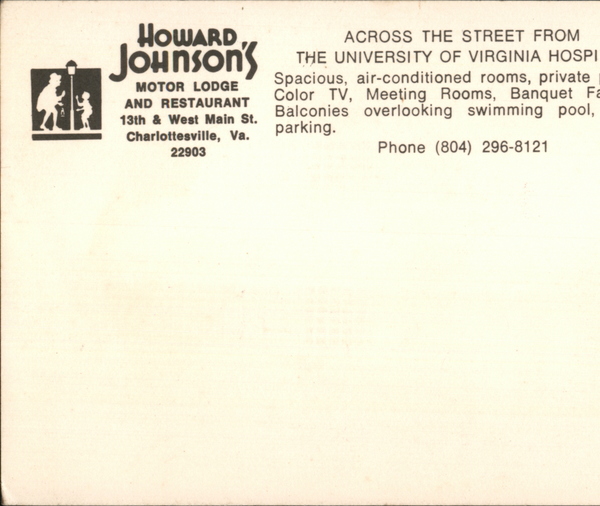 HOWARD
JOHNSON'S
MOTOR LODGE
AND RESTAURANT
13th & West Main St.
Charlottesville, Va.
22903
ACROSS THE STREET FROM
THE UNIVERSITY OF VIRGINIA HOSPI
Spacious, air-conditioned rooms, private
Color TV, Meeting Rooms, Banquet Fa
Balconies overlooking swimming pool,
parking.
Phone (804) 296-8121